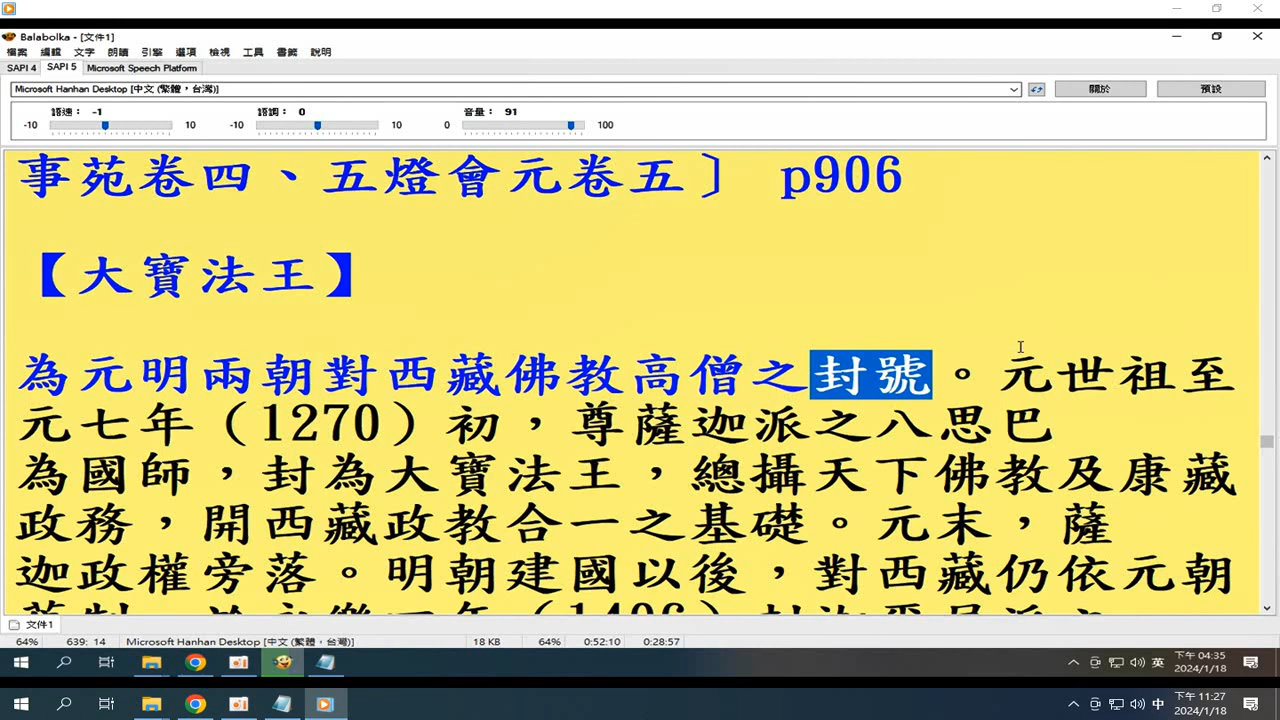 Balabolka - [文件1]
檔案 編輯 文字 朗讀 引擎 選項 檢視 工具 書籤 說明
SAPI 4 SAPI 5 Microsoft Speech Platform
Microsoft Hanhan Desktop [中文 (繁體，台灣)] 關於 預設
語速： -1 語調： 0 音量： 91
-10 10 -10 10 0 100
事苑卷四、五燈會元卷五〕 p906
【大寶法王】
為元明兩朝對西藏佛教高僧之封號。元世祖至
元七年（1270）初，尊薩迦派之八思巴
為國師，封為大寶法王，總攝天下佛教及康藏
政務，開西藏政教合一之基礎。元末，薩
迦政權旁落。明朝建國以後，對西藏仍依元朝
文件1
64% 639: 14 Microsoft Hanhan Desktop [中文 (繁體，台灣)] 18 KB 64% 0:52:10 0:28:57
英 下午 04:35
2024/1/18
中 下午 11:27
2024/1/18